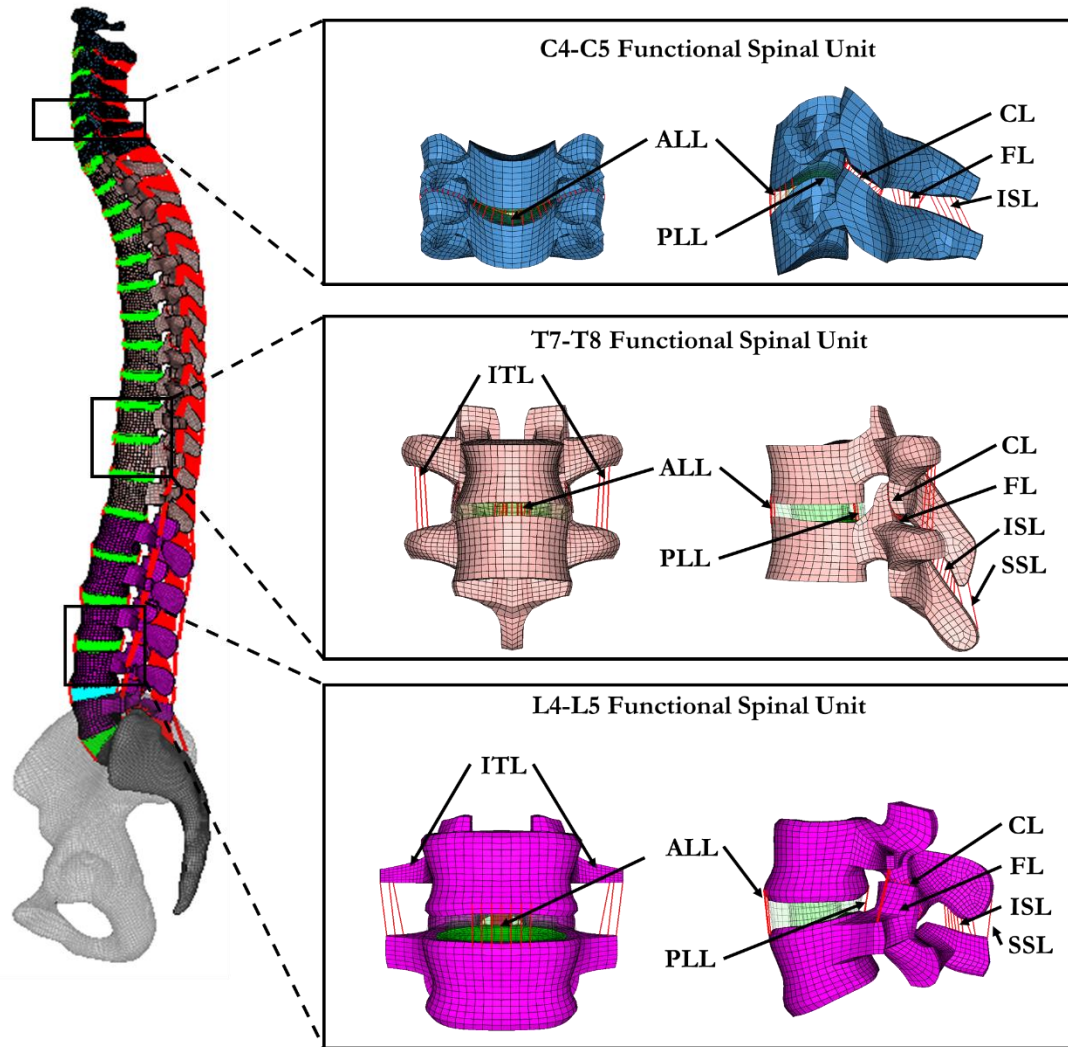 C4-C5 Functional Spinal Unit
ALL
CL
FL
ISL
PLL
T7-T8 Functional Spinal Unit
ITL
ALL
CL
FL
ISL
SSL
PLL
L4-L5 Functional Spinal Unit
ITL
ALL
CL
FL
ISL
SSL
PLL